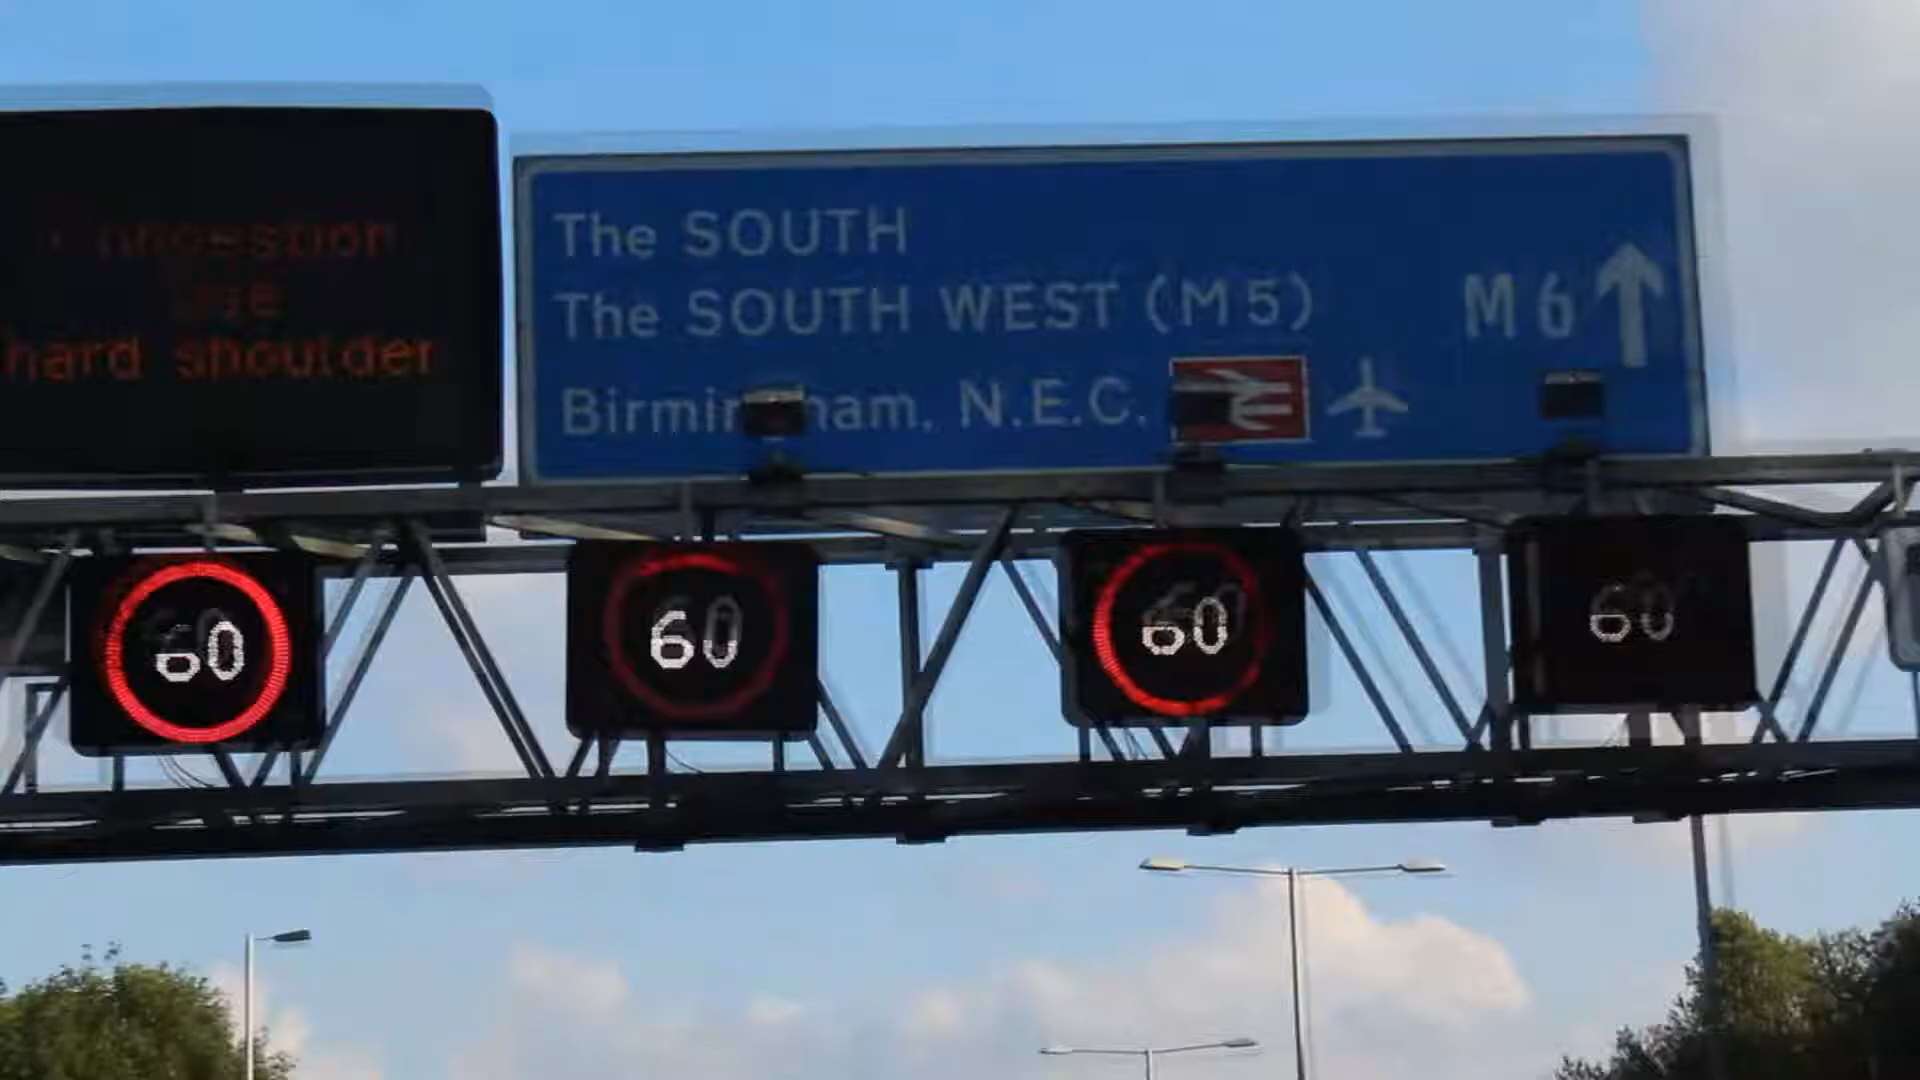 Congestion
use
hard shoulder
The SOUTH
The SOUTH WEST (M5)
Birmingham, N.E.C.
M6
60
60
60
60